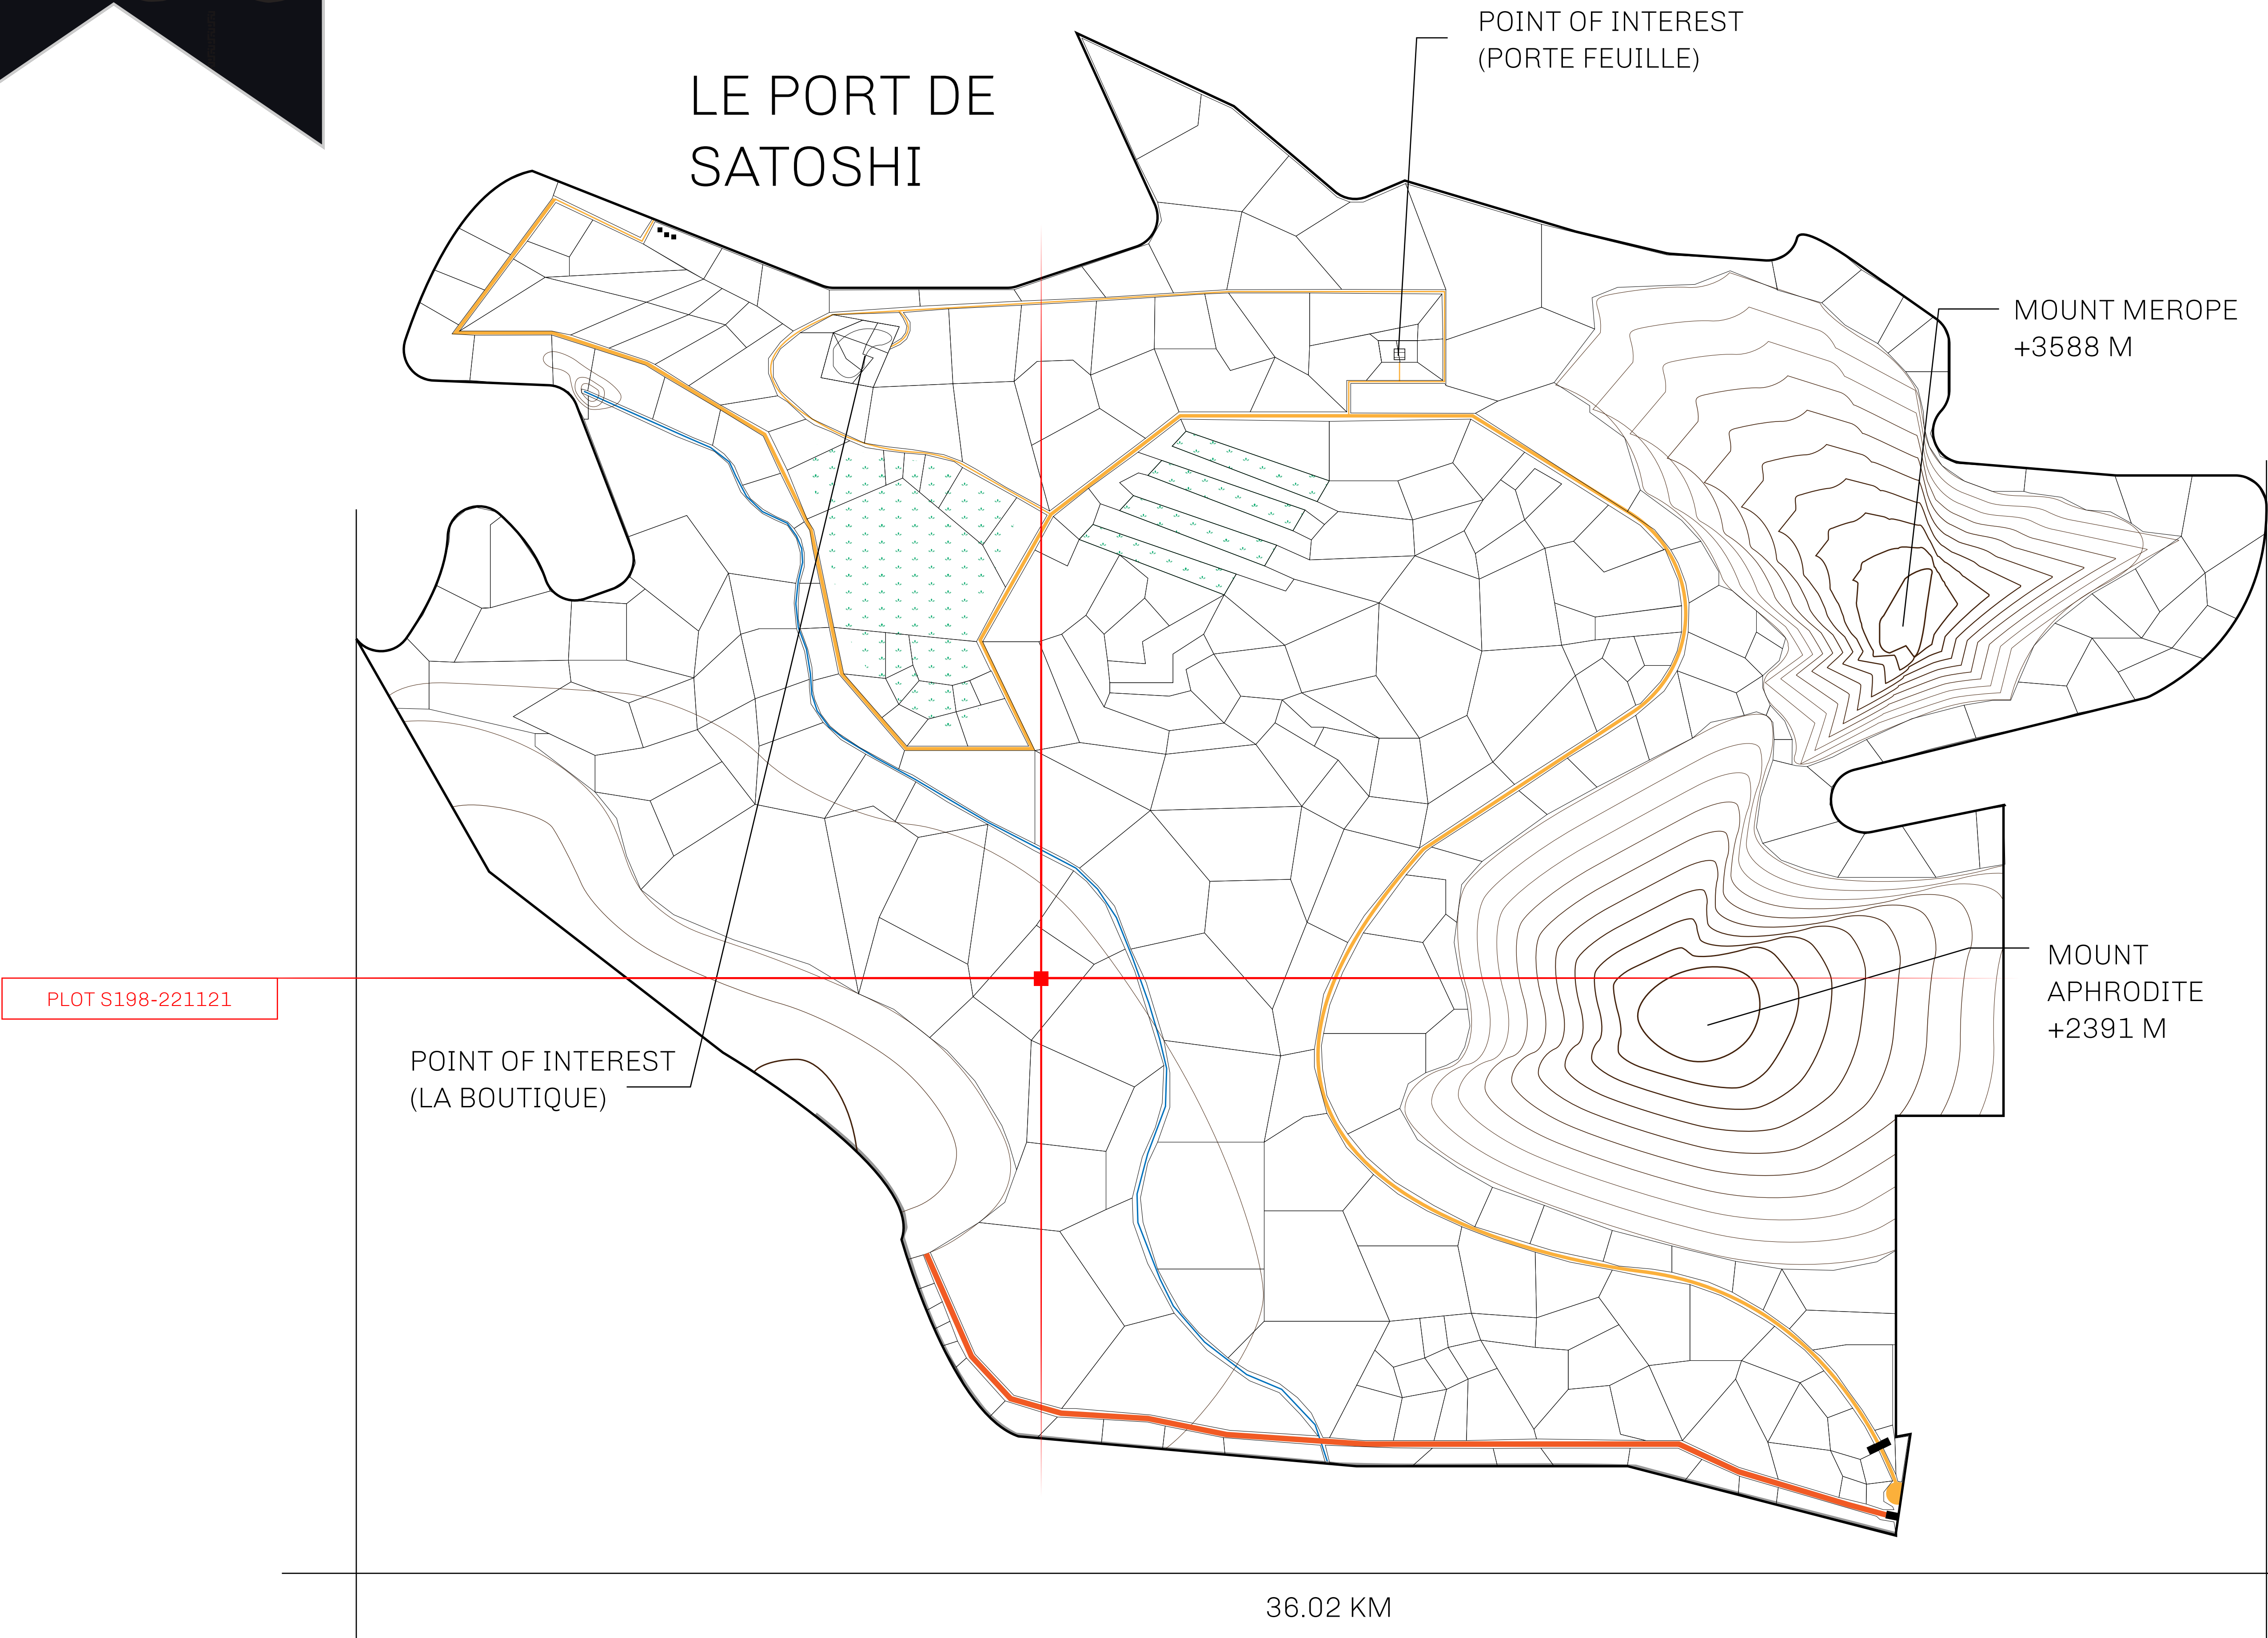 POINT OF INTEREST
(PORTE FEUILLE)
LE PORT DE
SATOSHI
MOUNT MEROPE
+3588 M
MOUNT
APHRODITE
+2391 M
PLOT S198-221121
POINT OF INTEREST
(LA BOUTIQUE)
36.02 KM